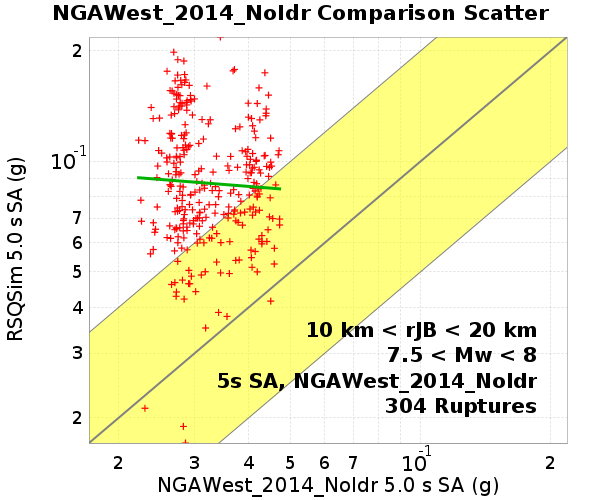 NGAWest_2014_NoIdr Comparison Scatter
RSQSim 5.0 s SA (g)
2
10-1
7
6
5
4
3
2
10 km < rJB < 20 km
7.5 < Mw < 8
5s SA, NGAWest_2014_NoIdr
304 Ruptures
2 3 4 5 6 7 10-1 2
NGAWest_2014_NoIdr 5.0 s SA (g)